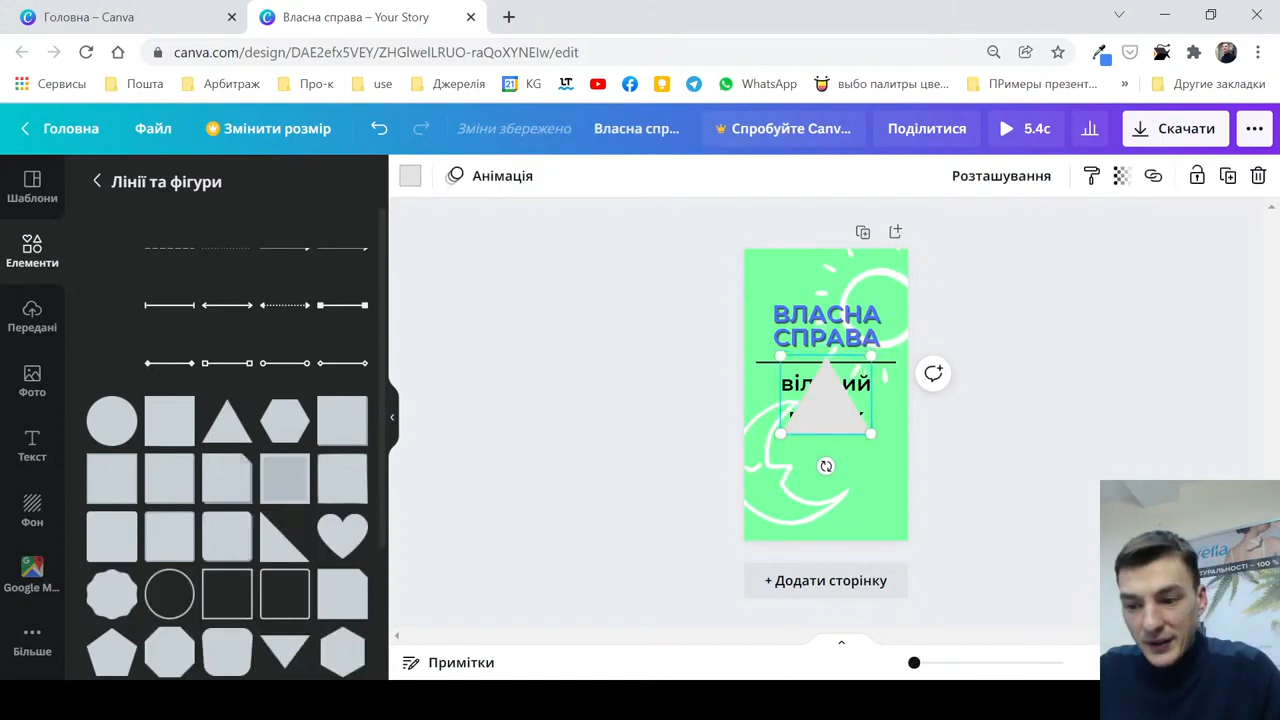 Головна – Canva
Власна справа – Your Story
canva.com/design/DAE2efx5VEY/ZHGlwelLRUO-raQoXYNEIw/edit
Сервисы
Пошта
Арбитраж
Про-к
use
Джерелія
21
KG
LT
WhatsApp
выбо палитры цве...
ПРимеры презент...
»
Другие закладки
Головна
Файл
Змінити розмір
Зміни збережено
Власна спр...
Спробуйте Canv...
Поділитися
5.4с
Скачати
Шаблони
Елементи
Передані
Фото
Текст
Фон
Google M...
Більше
Лінії та фігури
Анімація
Розташування
ВЛАСНА
СПРАВА
+ Додати сторінку
Примітки